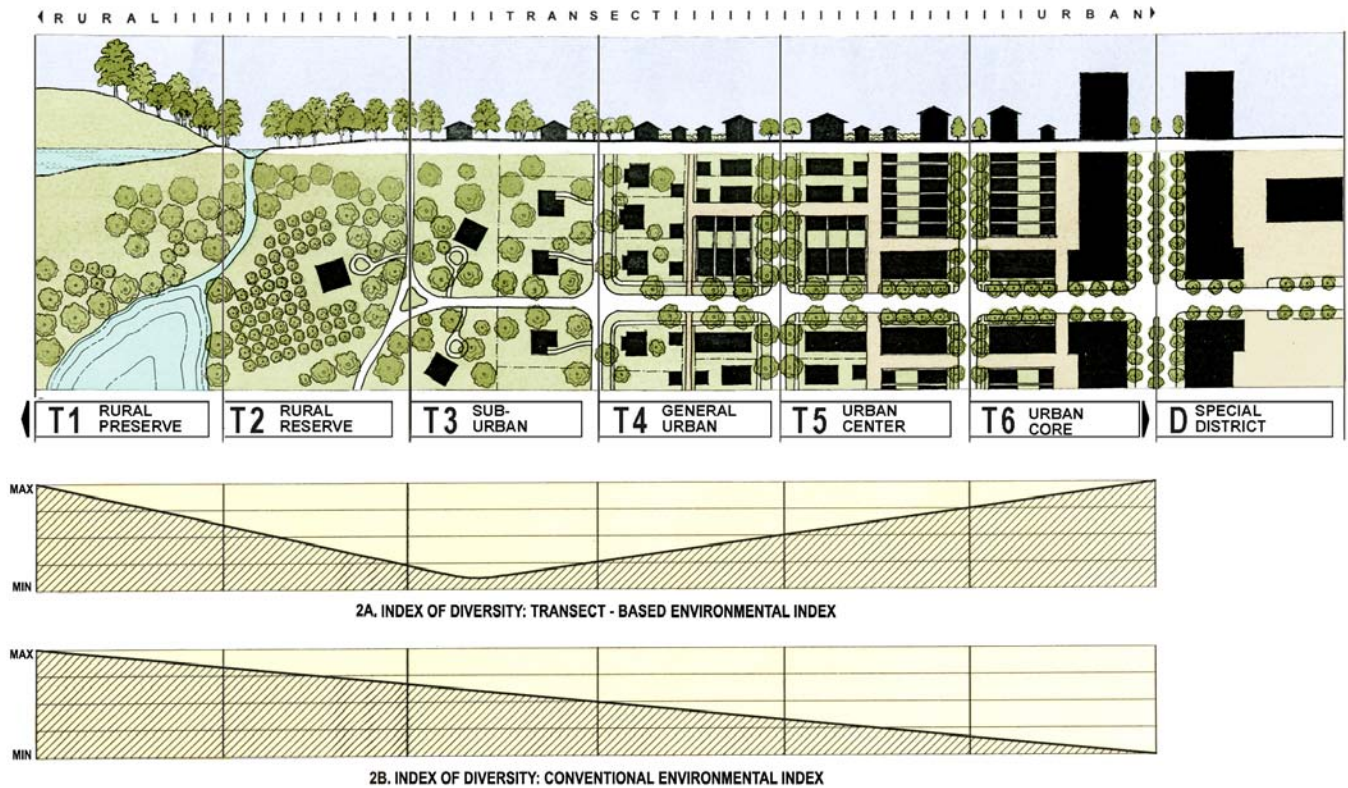 RURAL IIIIIIIIIIIIIIIIIII TRANSECT IIIIIIIIIIIIIIIIIII URBAN
T1 RURAL PRESERVE
T2 RURAL RESERVE
T3 SUB-URBAN
T4 GENERAL URBAN
T5 URBAN CENTER
T6 URBAN CORE
D SPECIAL DISTRICT
MAX
MIN
2A. INDEX OF DIVERSITY: TRANSECT - BASED ENVIRONMENTAL INDEX
MAX
MIN
2B. INDEX OF DIVERSITY: CONVENTIONAL ENVIRONMENTAL INDEX